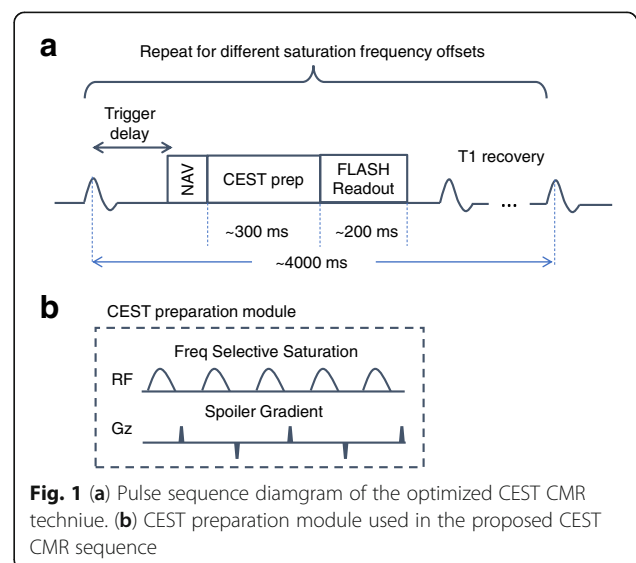 a
Repeat for different saturation frequency offsets
Trigger
delay
NAV
CEST prep
FLASH
Readout
T1 recovery
...
~300 ms
~200 ms
~4000 ms
b
CEST preparation module
Freq Selective Saturation
RF
Spoiler Gradient
Gz
Fig. 1 (a) Pulse sequence diamgram of the optimized CEST CMR
techniue. (b) CEST preparation module used in the proposed CEST
CMR sequence